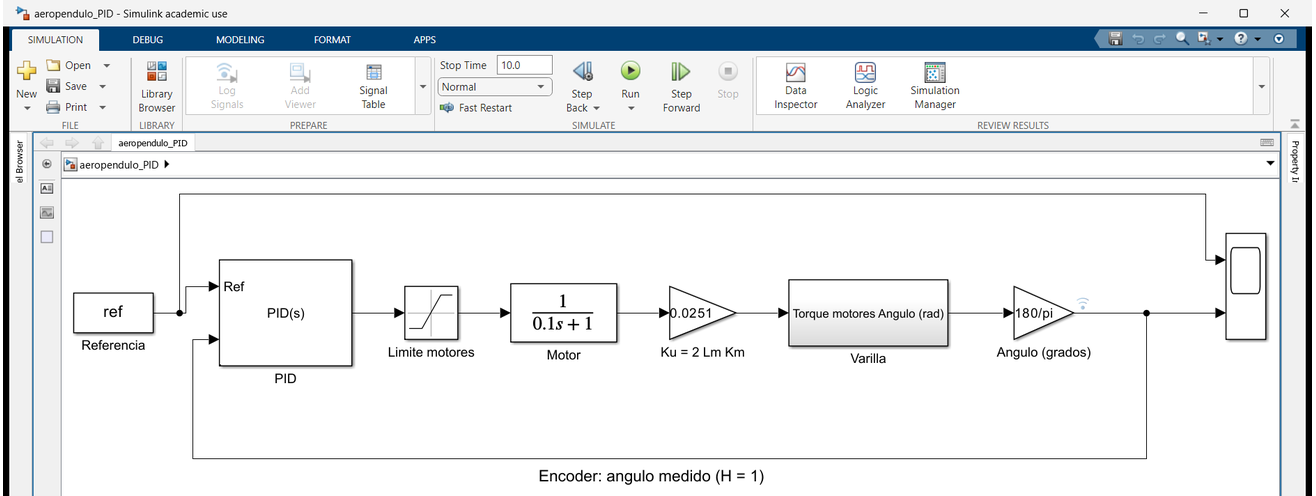 aeropendulo_PID - Simulink academic use
SIMULATION DEBUG MODELING FORMAT APPS
New
Open
Save
Print
FILE
Library
Browser
LIBRARY
Log
Signals
Add
Viewer
Signal
Table
PREPARE
Stop Time 10.0
Normal
Fast Restart
Step
Back
Run
Step
Forward
Stop
SIMULATE
Data
Inspector
Logic
Analyzer
Simulation
Manager
REVIEW RESULTS
el Browser
aeropendulo_PID
aeropendulo_PID
Property Ir
ref
Referencia
Ref
PID(s)
PID
Limite motores
1
0.1s + 1
Motor
0.0251
Ku = 2 Lm Km
Torque motores Angulo (rad)
Varilla
180/pi
Angulo (grados)
Encoder: angulo medido (H = 1)